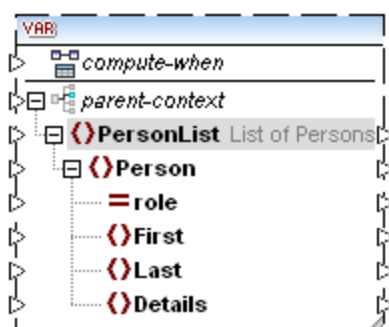 VAR
compute-when
parent-context
PersonList List of Persons
Person
role
First
Last
Details